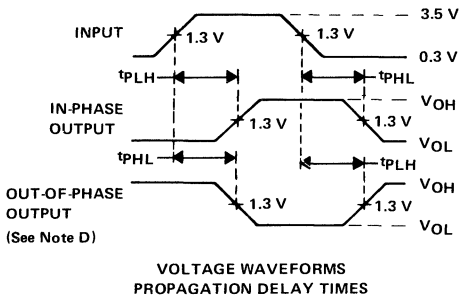 3.5 V
INPUT
1.3 V
1.3 V
0.3 V
tPLH
tPHL
IN-PHASE
OUTPUT
VOH
1.3 V
1.3 V
VOL
tPHL
tPLH
OUT-OF-PHASE
OUTPUT
(See Note D)
VOH
1.3 V
1.3 V
VOL
VOLTAGE WAVEFORMS
PROPAGATION DELAY TIMES